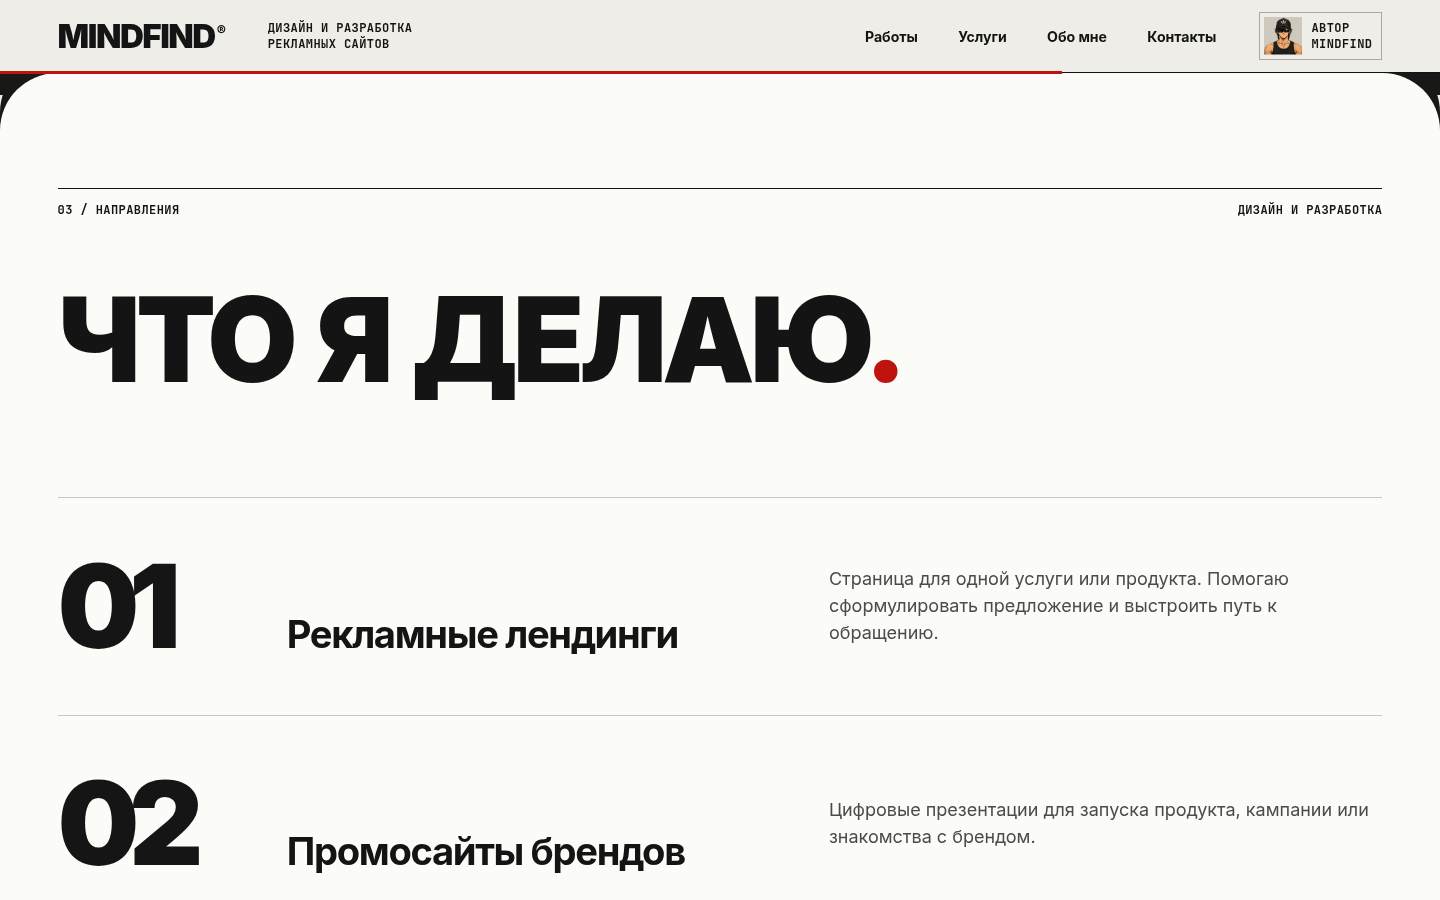 MINDFIND®
ДИЗАЙН И РАЗРАБОТКА
РЕКЛАМНЫХ САЙТОВ
Работы
Услуги
Обо мне
Контакты
АВТОР
MINDFIND
03 / НАПРАВЛЕНИЯ
ДИЗАЙН И РАЗРАБОТКА
ЧТО Я ДЕЛАЮ.
01
Рекламные лендинги
Страница для одной услуги или продукта. Помогаю
сформулировать предложение и выстроить путь к
обращению.
02
Промосайты брендов
Цифровые презентации для запуска продукта, кампании или
знакомства с брендом.